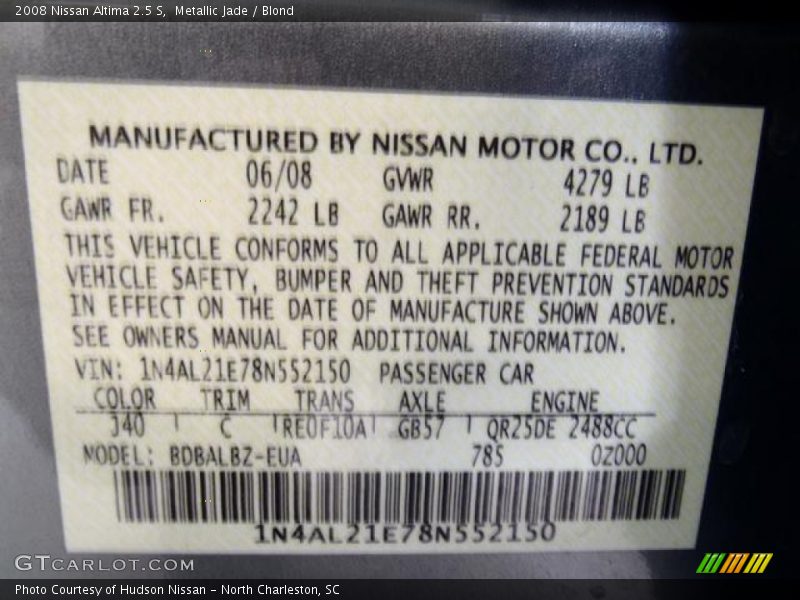 2008 Nissan Altima 2.5 S, Metallic Jade / Blond
MANUFACTURED BY NISSAN MOTOR CO., LTD.
DATE 06/08 GVWR 4279 LB
GAWR FR. 2242 LB GAWR RR. 2189 LB
THIS VEHICLE CONFORMS TO ALL APPLICABLE FEDERAL MOTOR
VEHICLE SAFETY, BUMPER AND THEFT PREVENTION STANDARDS
IN EFFECT ON THE DATE OF MANUFACTURE SHOWN ABOVE.
SEE OWNERS MANUAL FOR ADDITIONAL INFORMATION.
VIN: 1N4AL21E78N552150 PASSENGER CAR
COLOR TRIM TRANS AXLE ENGINE
J40 C RE0F10A GB57 QR25DE 2488CC
MODEL: BDBALBZ-EUA 785 0Z000
1N4AL21E78N552150
GTCARLOT.COM
Photo Courtesy of Hudson Nissan - North Charleston, SC